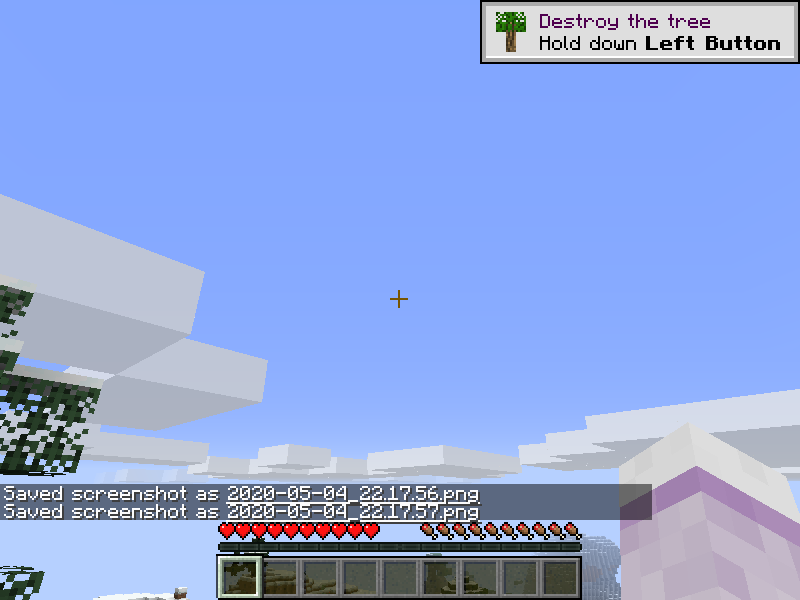 Destroy the tree
Hold down Left Button
Saved screenshot as 2020-05-04_22.17.56.png
Saved screenshot as 2020-05-04_22.17.57.png